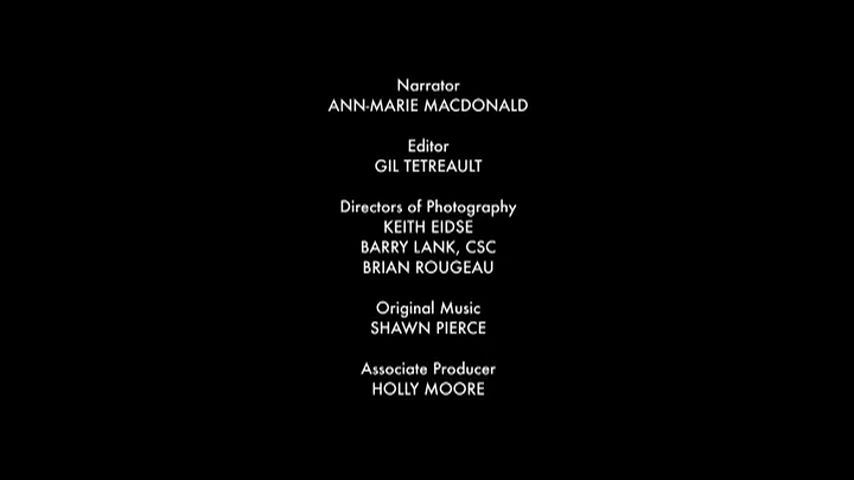 Narrator
ANN-MARIE MACDONALD
Editor
GIL TETREAULT
Directors of Photography
KEITH EIDSE
BARRY LANK, CSC
BRIAN ROUGEAU
Original Music
SHAWN PIERCE
Associate Producer
HOLLY MOORE